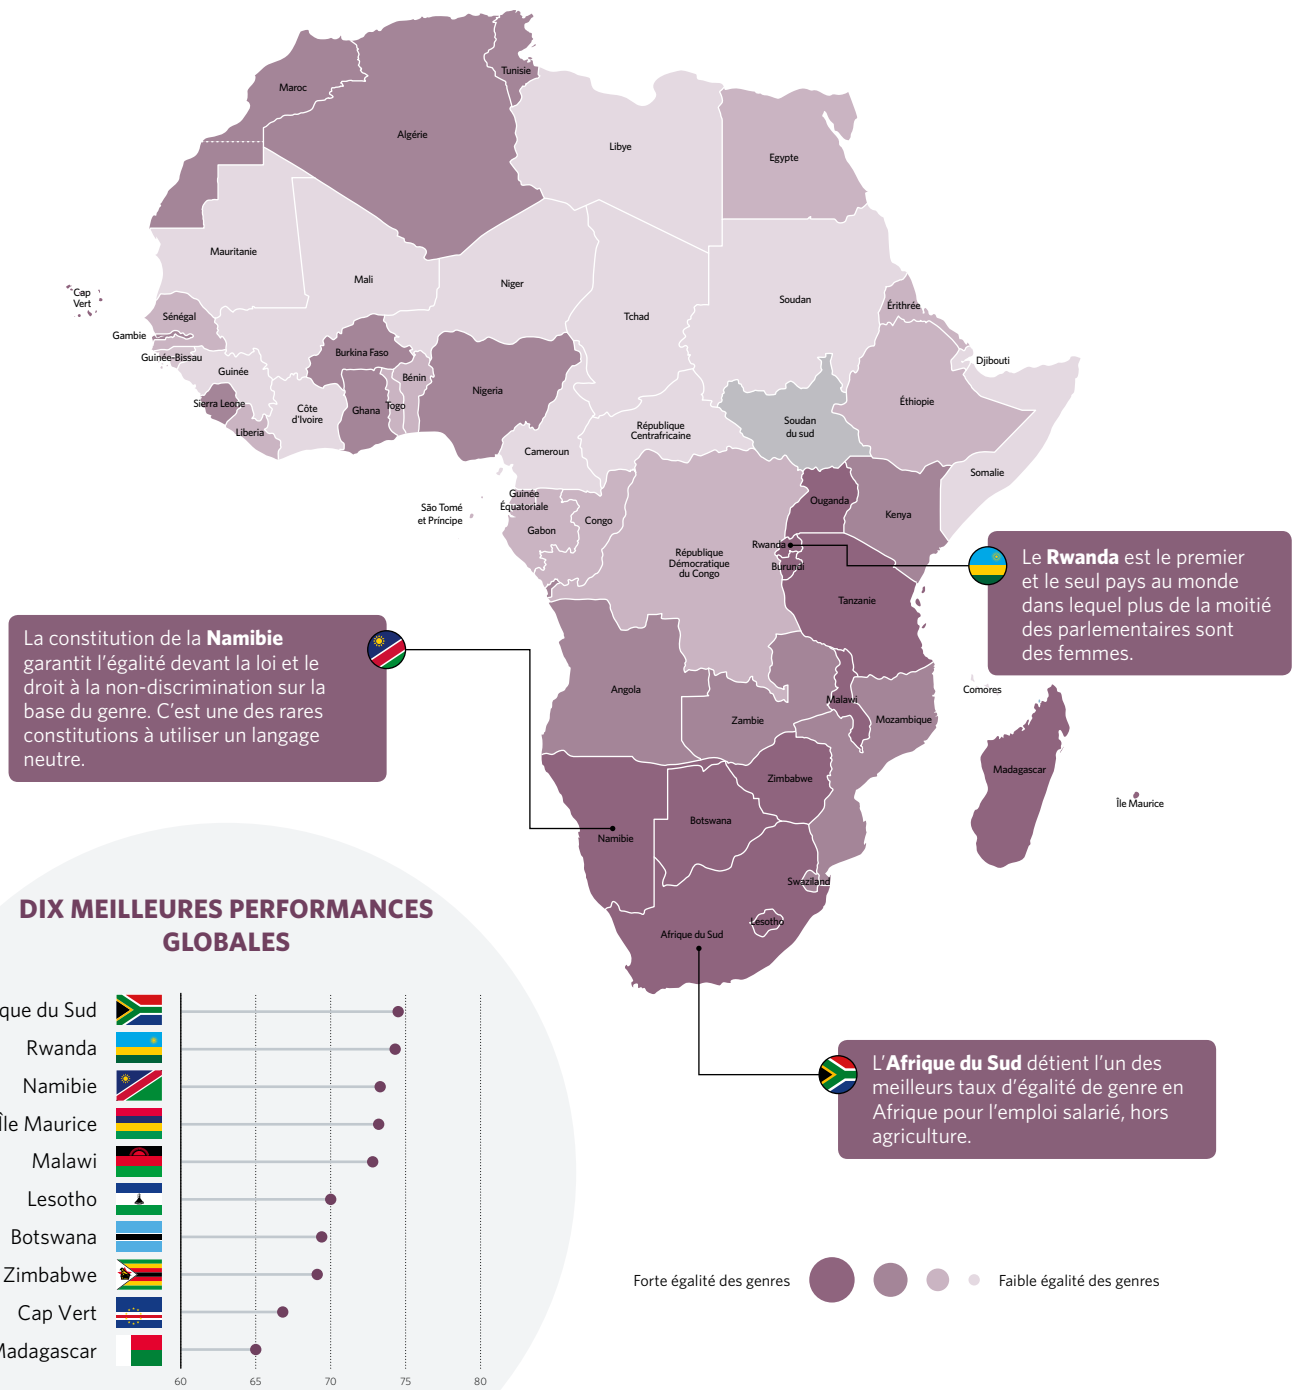 Tunisie
Maroc
Algérie
Libye
Egypte
Mauritanie
Mali
Niger
Cap
Vert
Soudan
Tchad
Érithrée
Sénégal
Gambie
Guinée-Bissau
Burkina Faso
Djibouti
Guinée
Bénin
Nigeria
Sierra Leone
Côte
d'Ivoire
Ghana
Togo
Éthiopie
Soudan
du sud
Liberia
République
Centrafricaine
Cameroun
Somalie
Guinée
Équatoriale
São Tomé
et Príncipe
Ouganda
Kenya
Congo
Gabon
Rwanda
République
Démocratique
du Congo
Burundi
Tanzanie
Le Rwanda est le premier
et le seul pays au monde
dans lequel plus de la moitié
des parlementaires sont
des femmes.
La constitution de la Namibie
garantit l'égalité devant la loi et le
droit à la non-discrimination sur la
base du genre. C'est une des rares
constitutions à utiliser un langage
neutre.
Angola
Malawi
Comores
Zambie
Mozambique
Madagascar
Zimbabwe
Île Maurice
Botswana
Namibie
Swaziland
Lesotho
Afrique du Sud
DIX MEILLEURES PERFORMANCES
GLOBALES
que du Sud
Rwanda
Namibie
Île Maurice
Malawi
Lesotho
Botswana
Zimbabwe
Cap Vert
Madagascar
60 65 70 75 80
L'Afrique du Sud détient l'un des
meilleurs taux d'égalité de genre en
Afrique pour l'emploi salarié, hors
agriculture.
Forte égalité des genres
Faible égalité des genres